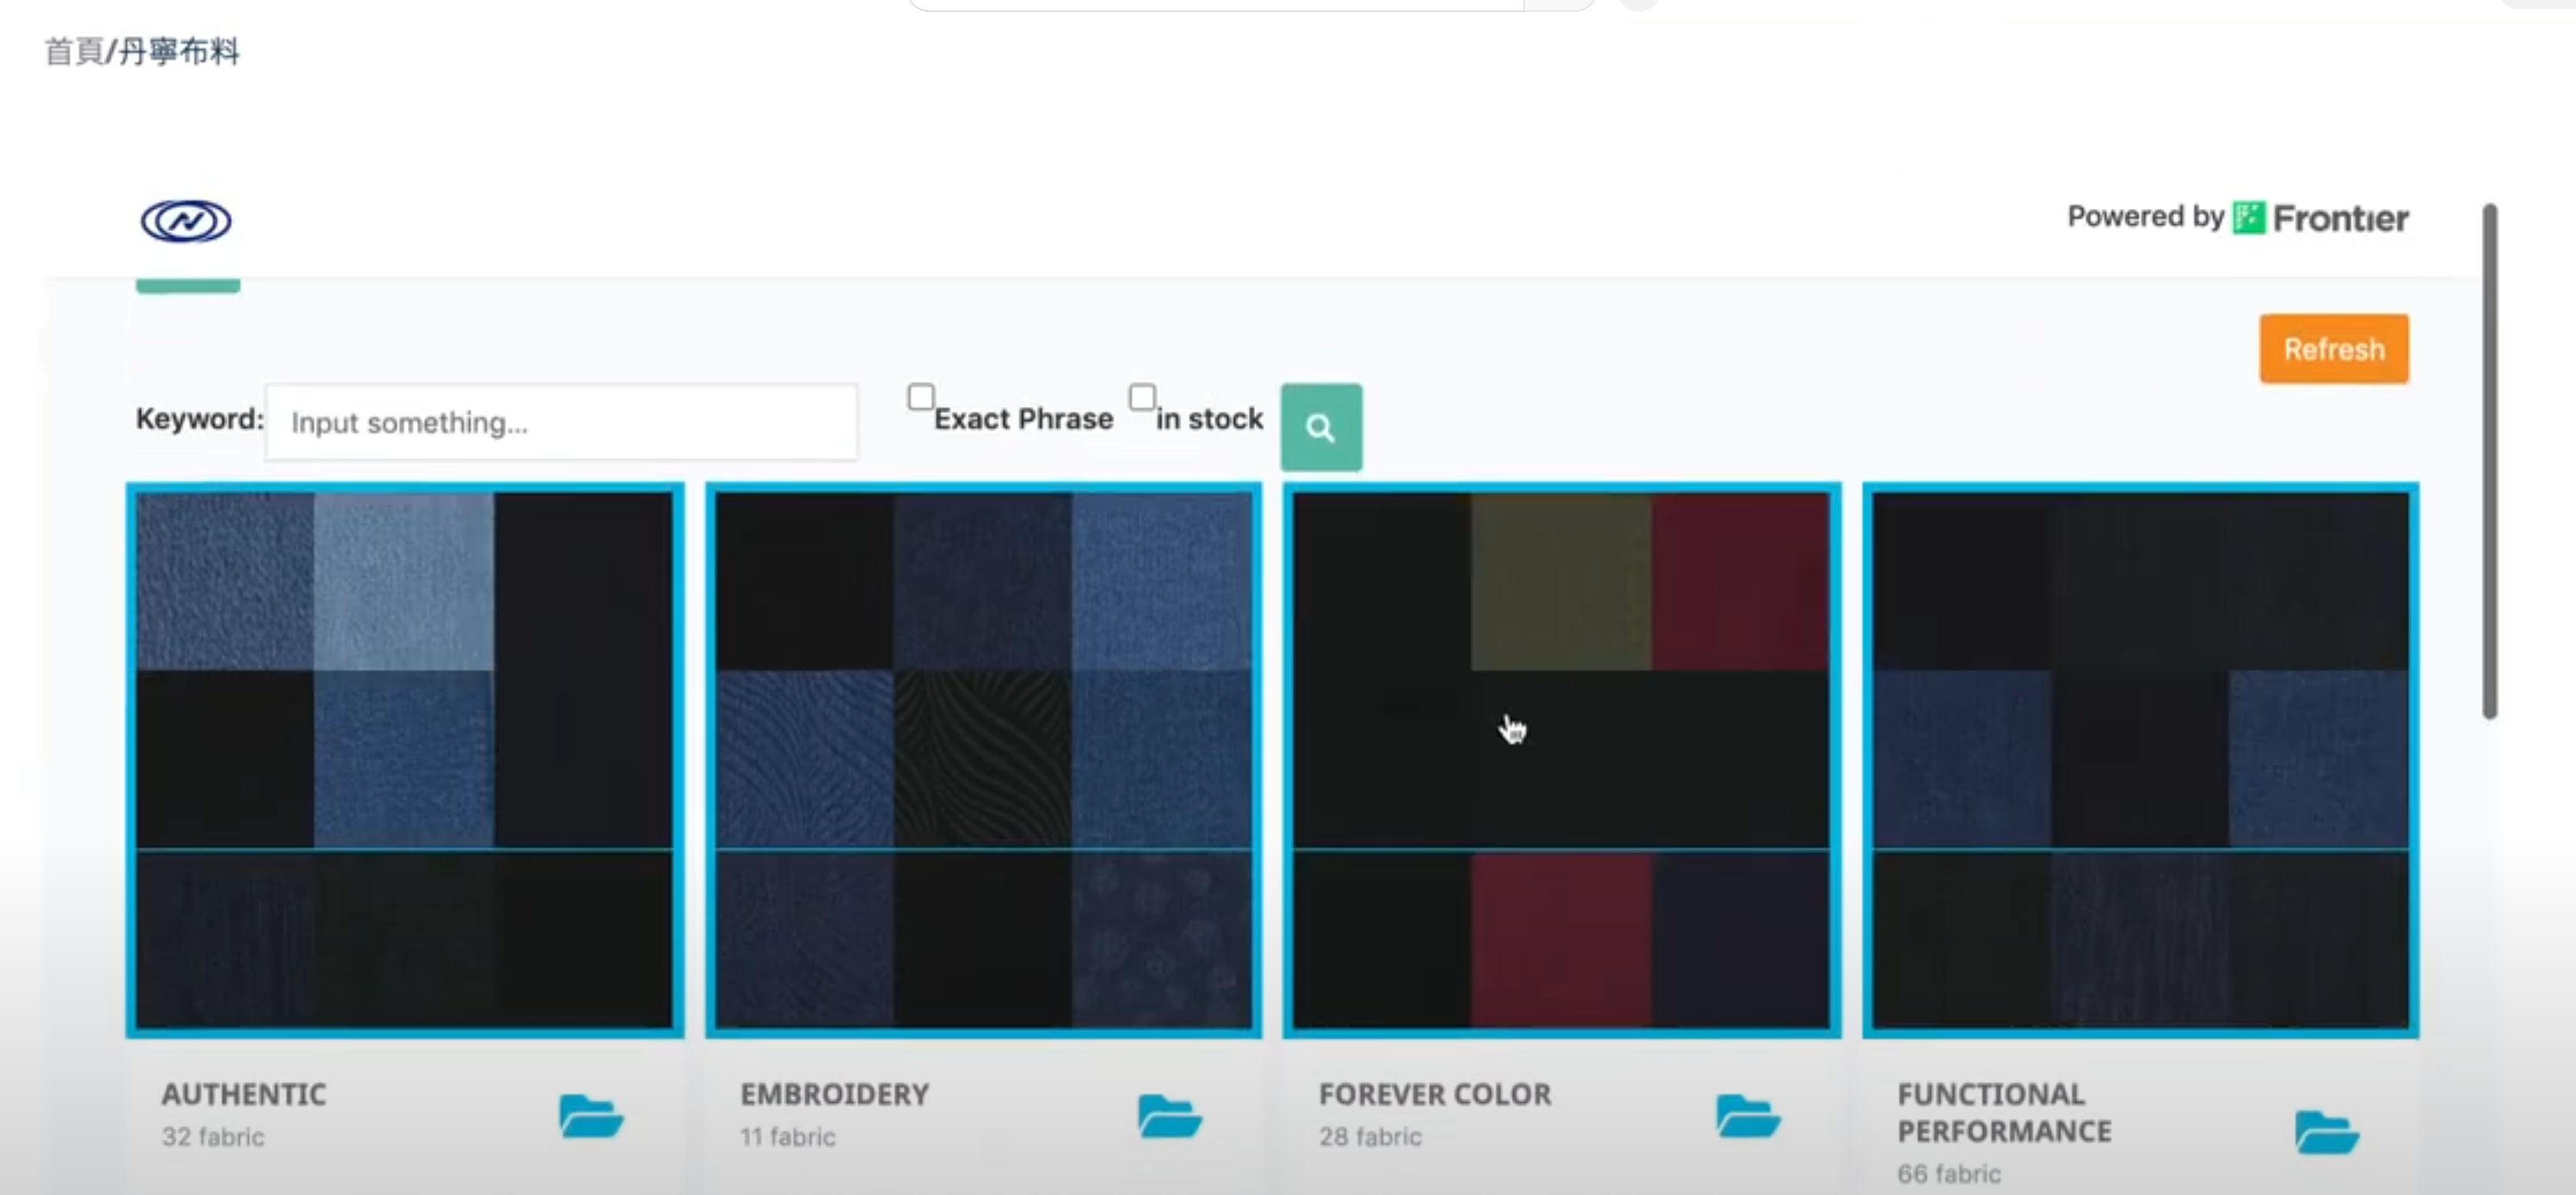 首頁/丹寧布料
Powered by Frontier
Refresh
Keyword: Input something... Exact Phrase in stock
AUTHENTIC
32 fabric
EMBROIDERY
11 fabric
FOREVER COLOR
28 fabric
FUNCTIONAL
PERFORMANCE
66 fabric